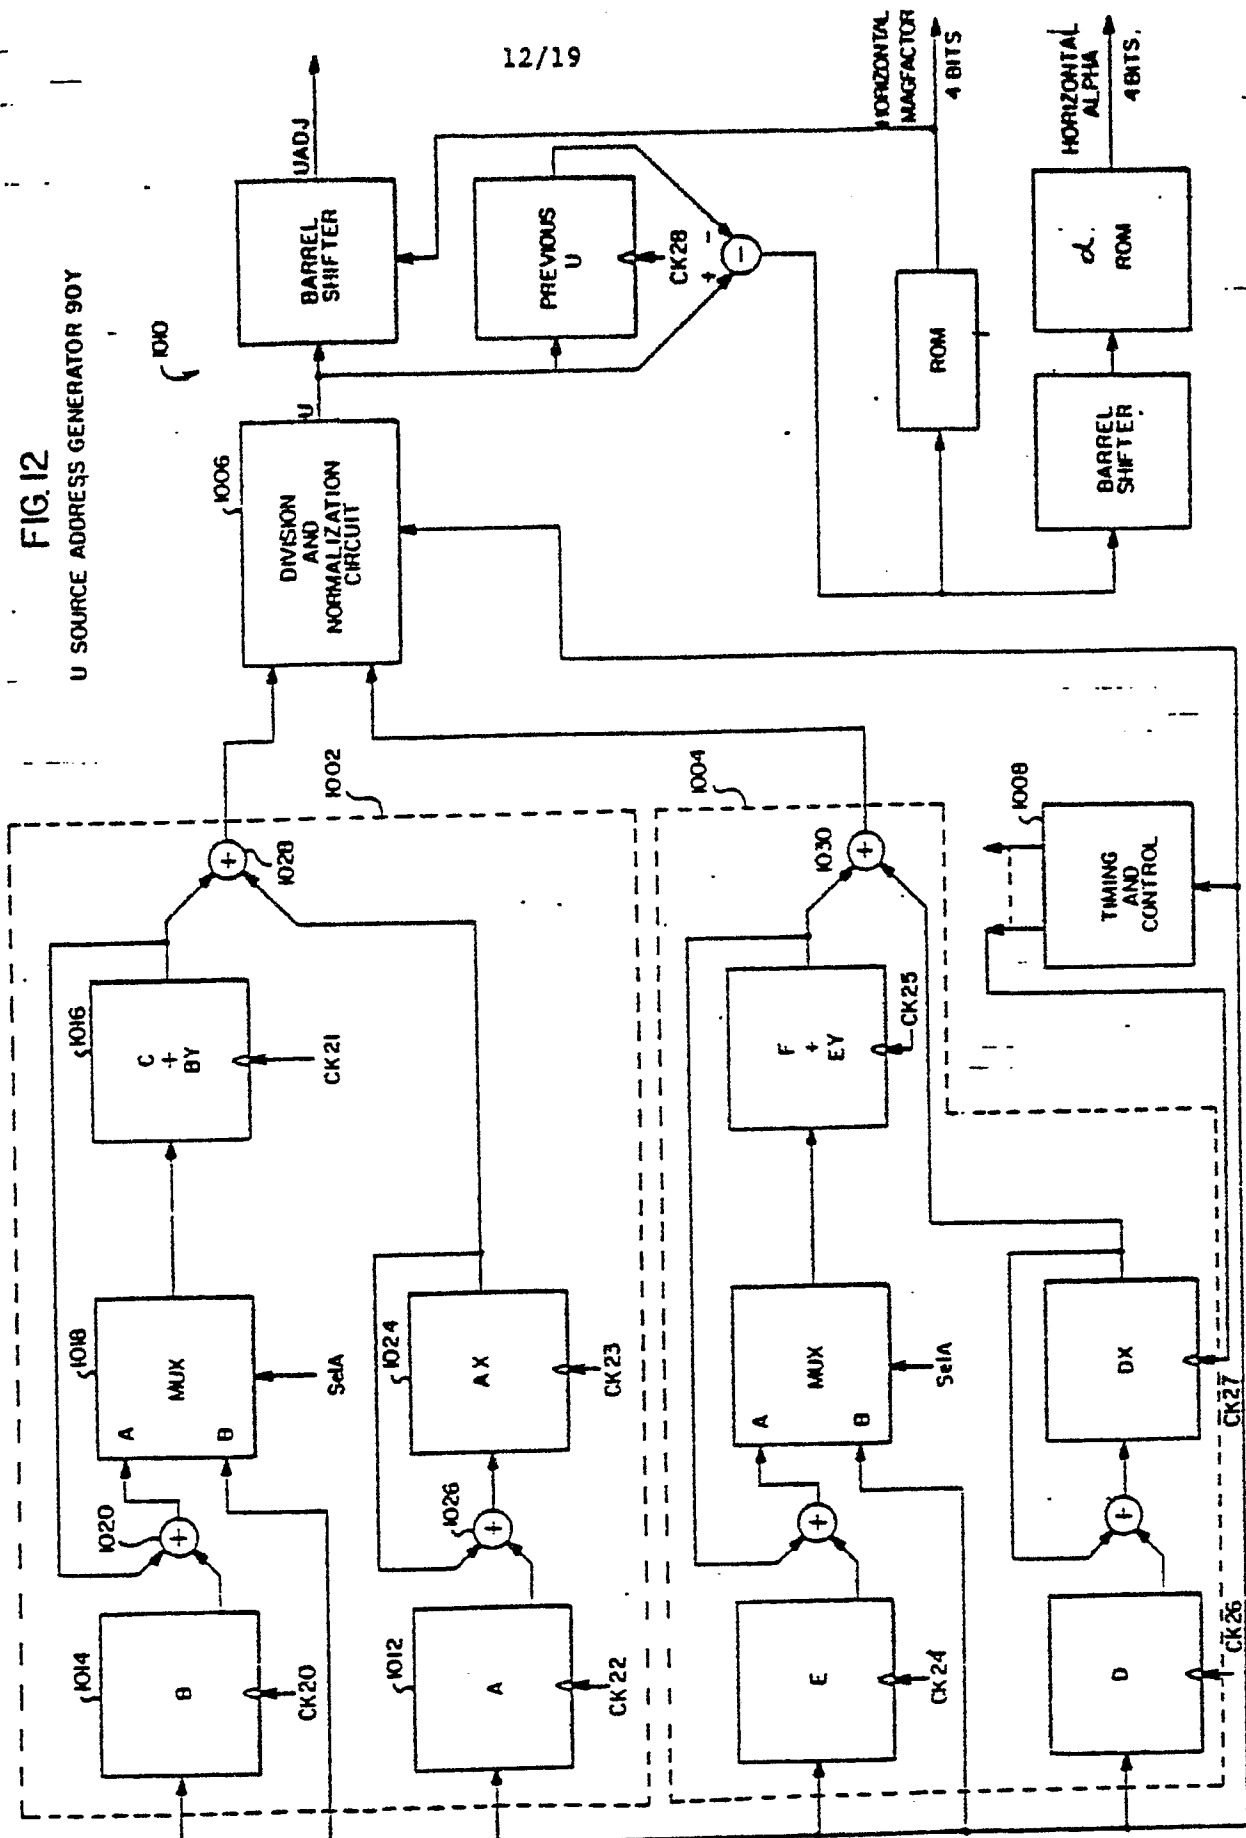 12/19
FIG. 12
U SOURCE ADDRESS GENERATOR 90Y
1010
1014
B
CK20
1020
A
B
MUX
1018
SelA
C
+
BY
1016
CK21
+
1028
1002
1012
A
CK22
1026
+
AX
1024
CK23
E
CK24
+
A
B
MUX
SelA
F
+
EY
CK25
1030
+
1004
D
CK26
+
DX
CK27
TIMING
AND
CONTROL
1008
DIVISION
AND
NORMALIZATION
CIRCUIT
1006
U
BARREL
SHIFTER
UADJ
PREVIOUS
U
CK28
+
-
-
ROM
HORIZONTAL
MAGFACTOR
4 BITS
BARREL
SHIFTER
α
ROM
HORIZONTAL
ALPHA
4 BITS.